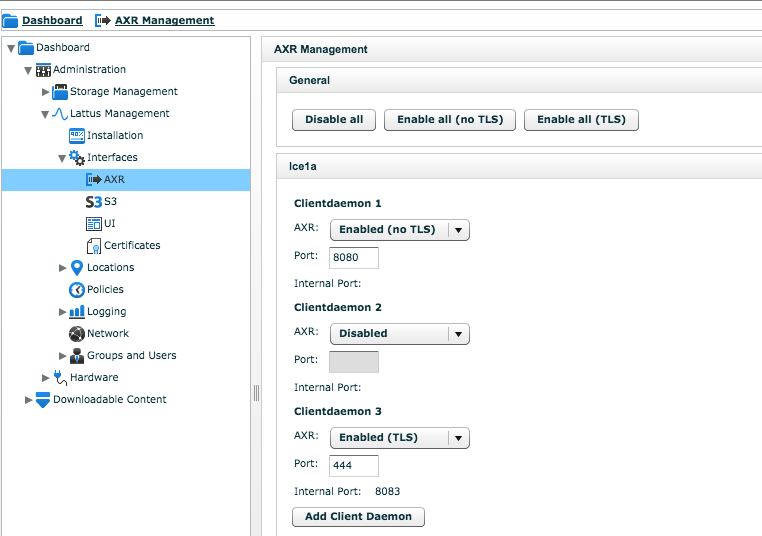 Dashboard AXR Management
Dashboard
Administration
Storage Management
Lattus Management
Installation
Interfaces
AXR
S3 S3
UI
Certificates
Locations
Policies
Logging
Network
Groups and Users
Hardware
Downloadable Content
AXR Management
General
Disable all Enable all (no TLS) Enable all (TLS)
lce1a
Clientdaemon 1
AXR: Enabled (no TLS)
Port: 8080
Internal Port:
Clientdaemon 2
AXR: Disabled
Port:
Internal Port:
Clientdaemon 3
AXR: Enabled (TLS)
Port: 444
Internal Port: 8083
Add Client Daemon